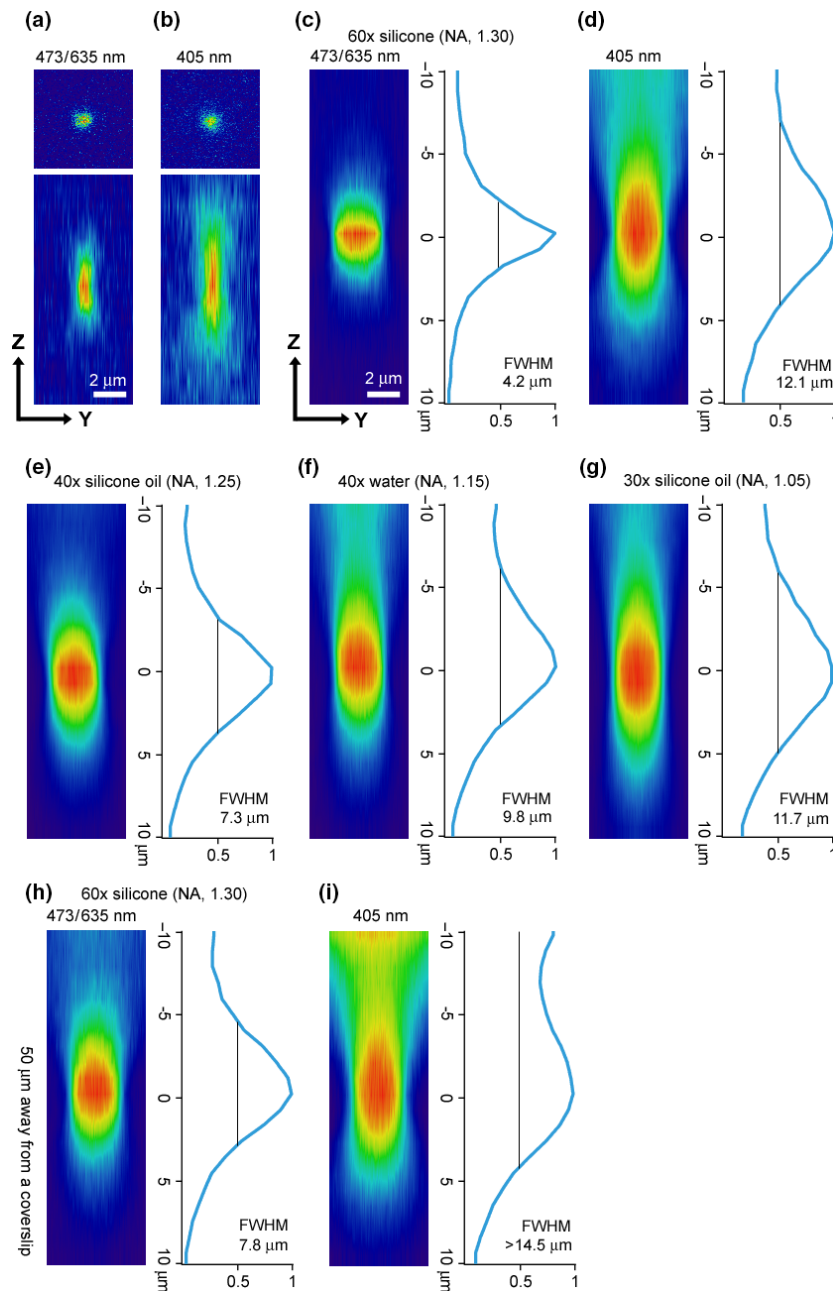 (a)
473/635 nm
(b)
405 nm
Z
Y
2 μm
(c) 60x silicone (NA, 1.30)
473/635 nm
2 μm
−10
-5
0
5
10 μm
0.5
1
FWHM
4.2 μm
(d)
405 nm
−10
-5
0
5
10 μm
0.5
1
FWHM
12.1 μm
(e) 40x silicone oil (NA, 1.25)
−10
-5
0
5
10 μm
0.5
1
FWHM
7.3 μm
(f) 40x water (NA, 1.15)
−10
-5
0
5
10 μm
0.5
1
FWHM
9.8 μm
(g) 30x silicone oil (NA, 1.05)
−10
-5
0
5
10 μm
0.5
1
FWHM
11.7 μm
(h) 60x silicone (NA, 1.30)
473/635 nm
50 μm away from a coverslip
−10
-5
0
5
10 μm
0.5
1
FWHM
7.8 μm
(i)
405 nm
−10
-5
0
5
10 μm
0.5
1
FWHM
>14.5 μm